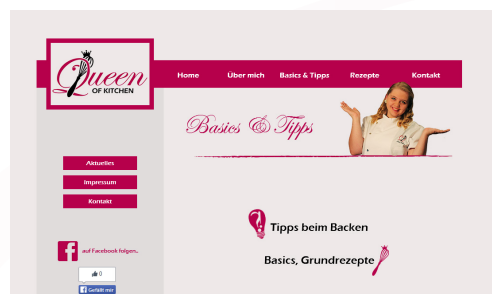 Queen
OF KITCHEN
Home Über mich Basics & Tipps Rezepte Kontakt
Basics & Tipps
Aktuelles
Impressum
Kontakt
Tipps beim Backen
Basics, Grundrezepte
auf Facebook folgen..
0
Gefällt mir